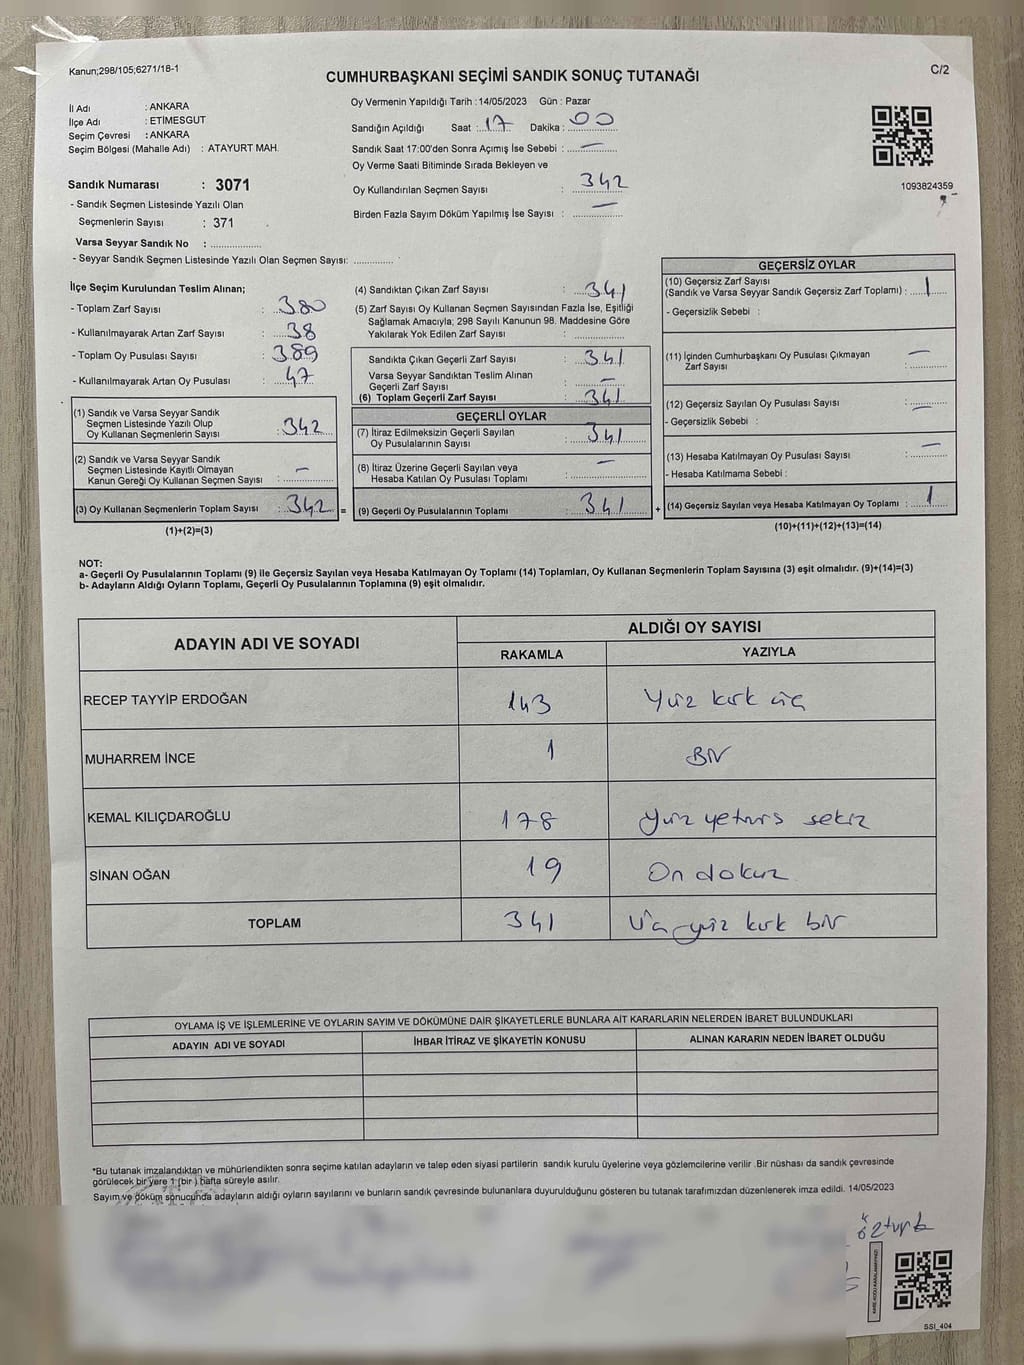 Kanun;298/105;6271/18-1
CUMHURBAŞKANI SEÇİMİ SANDIK SONUÇ TUTANAĞI
C/2
İl Adı : ANKARA
İlçe Adı : ETİMESGUT
Seçim Çevresi : ANKARA
Seçim Bölgesi (Mahalle Adı) : ATAYURT MAH.
Sandık Numarası : 3071
- Sandık Seçmen Listesinde Yazılı Olan
Seçmenlerin Sayısı : 371
Varsa Seyyar Sandık No :
- Seyyar Sandık Seçmen Listesinde Yazılı Olan Seçmen Sayısı:
Oy Vermenin Yapıldığı Tarih :14/05/2023 Gün : Pazar
Sandığın Açıldığı Saat : 17 Dakika : 00
Sandık Saat 17:00'den Sonra Açımış İse Sebebi : —
Oy Verme Saati Bitiminde Sırada Bekleyen ve
Oy Kullandırılan Seçmen Sayısı : 342
Birden Fazla Sayım Döküm Yapılmış İse Sayısı : —
1093824359
İlçe Seçim Kurulundan Teslim Alınan;
- Toplam Zarf Sayısı : 380
- Kullanılmayarak Artan Zarf Sayısı : 38
- Toplam Oy Pusulası Sayısı : 389
- Kullanılmayarak Artan Oy Pusulası : 47
(1) Sandık ve Varsa Seyyar Sandık
Seçmen Listesinde Yazılı Olup
Oy Kullanan Seçmenlerin Sayısı : 342
(2) Sandık ve Varsa Seyyar Sandık
Seçmen Listesinde Kayıtlı Olmayan
Kanun Gereği Oy Kullanan Seçmen Sayısı : —
(3) Oy Kullanan Seçmenlerin Toplam Sayısı : 342 =
(1)+(2)=(3)
(4) Sandıktan Çıkan Zarf Sayısı : 341
(5) Zarf Sayısı Oy Kullanan Seçmen Sayısından Fazla İse, Eşitliği
Sağlamak Amacıyla; 298 Sayılı Kanunun 98. Maddesine Göre
Yakılarak Yok Edilen Zarf Sayısı :
Sandıkta Çıkan Geçerli Zarf Sayısı : 341
Varsa Seyyar Sandıktan Teslim Alınan
Geçerli Zarf Sayısı : —
(6) Toplam Geçerli Zarf Sayısı : 341
GEÇERLİ OYLAR
(7) İtiraz Edilmeksizin Geçerli Sayılan
Oy Pusulalarının Sayısı : 341
(8) İtiraz Üzerine Geçerli Sayılan veya
Hesaba Katılan Oy Pusulası Toplamı : —
(9) Geçerli Oy Pusulalarının Toplamı : 341 +
GEÇERSİZ OYLAR
(10) Geçersiz Zarf Sayısı
(Sandık ve Varsa Seyyar Sandık Geçersiz Zarf Toplamı) : 1
- Geçersizlik Sebebi :
(11) İçinden Cumhurbaşkanı Oy Pusulası Çıkmayan
Zarf Sayısı : —
(12) Geçersiz Sayılan Oy Pusulası Sayısı : —
- Geçersizlik Sebebi :
(13) Hesaba Katılmayan Oy Pusulası Sayısı : —
- Hesaba Katılmama Sebebi :
(14) Geçersiz Sayılan veya Hesaba Katılmayan Oy Toplamı : 1
(10)+(11)+(12)+(13)=(14)
NOT:
a- Geçerli Oy Pusulalarının Toplamı (9) ile Geçersiz Sayılan veya Hesaba Katılmayan Oy Toplamı (14) Toplamları, Oy Kullanan Seçmenlerin Toplam Sayısına (3) eşit olmalıdır. (9)+(14)=(3)
b- Adayların Aldığı Oyların Toplamı, Geçerli Oy Pusulalarının Toplamına (9) eşit olmalıdır.
ADAYIN ADI VE SOYADI
ALDIĞI OY SAYISI
RAKAMLA YAZIYLA
RECEP TAYYİP ERDOĞAN 143 Yüz kırk üç
MUHARREM İNCE 1 BİR
KEMAL KILIÇDAROĞLU 178 Yüz yetmiş sekiz
SİNAN OĞAN 19 On dokuz
TOPLAM 341 Üç yüz kırk bir
OYLAMA İŞ VE İŞLEMLERİNE VE OYLARIN SAYIM VE DÖKÜMÜNE DAİR ŞİKAYETLERLE BUNLARA AİT KARARLARIN NELERDEN İBARET BULUNDUKLARI
ADAYIN ADI VE SOYADI İHBAR İTİRAZ VE ŞİKAYETİN KONUSU ALINAN KARARIN NEDEN İBARET OLDUĞU
*Bu tutanak imzalandıktan ve mühürlendikten sonra seçime katılan adayların ve talep eden siyasi partilerin sandık kurulu üyelerine veya gözlemcilerine verilir .Bir nüshası da sandık çevresinde
görülecek bir yere 1 (bir ) hafta süreyle asılır.
Sayım ve döküm sonucunda adayların aldığı oyların sayılarını ve bunların sandık çevresinde bulunanlara duyurulduğunu gösteren bu tutanak tarafımızdan düzenlenerek imza edildi. 14/05/2023
KARE KODU KARALAMAYINIZ!
SSI_404